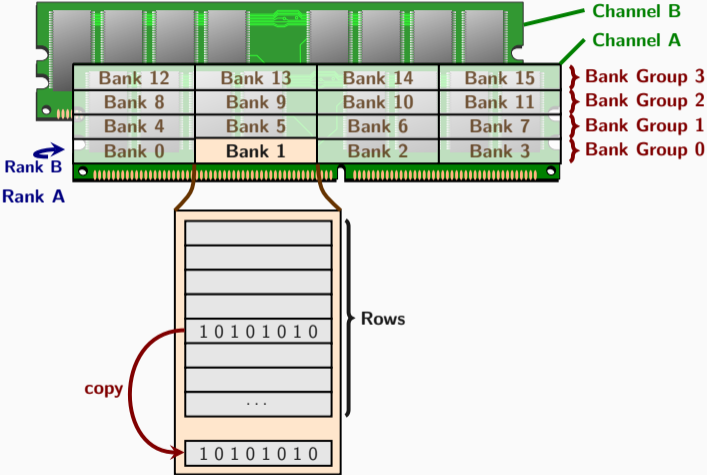 Channel B
Channel A
Bank 12 Bank 13 Bank 14 Bank 15 Bank Group 3
Bank 8 Bank 9 Bank 10 Bank 11 Bank Group 2
Bank 4 Bank 5 Bank 6 Bank 7 Bank Group 1
Bank 0 Bank 1 Bank 2 Bank 3 Bank Group 0
Rank B
Rank A
Rows
1 0 1 0 1 0 1 0
copy
...
1 0 1 0 1 0 1 0